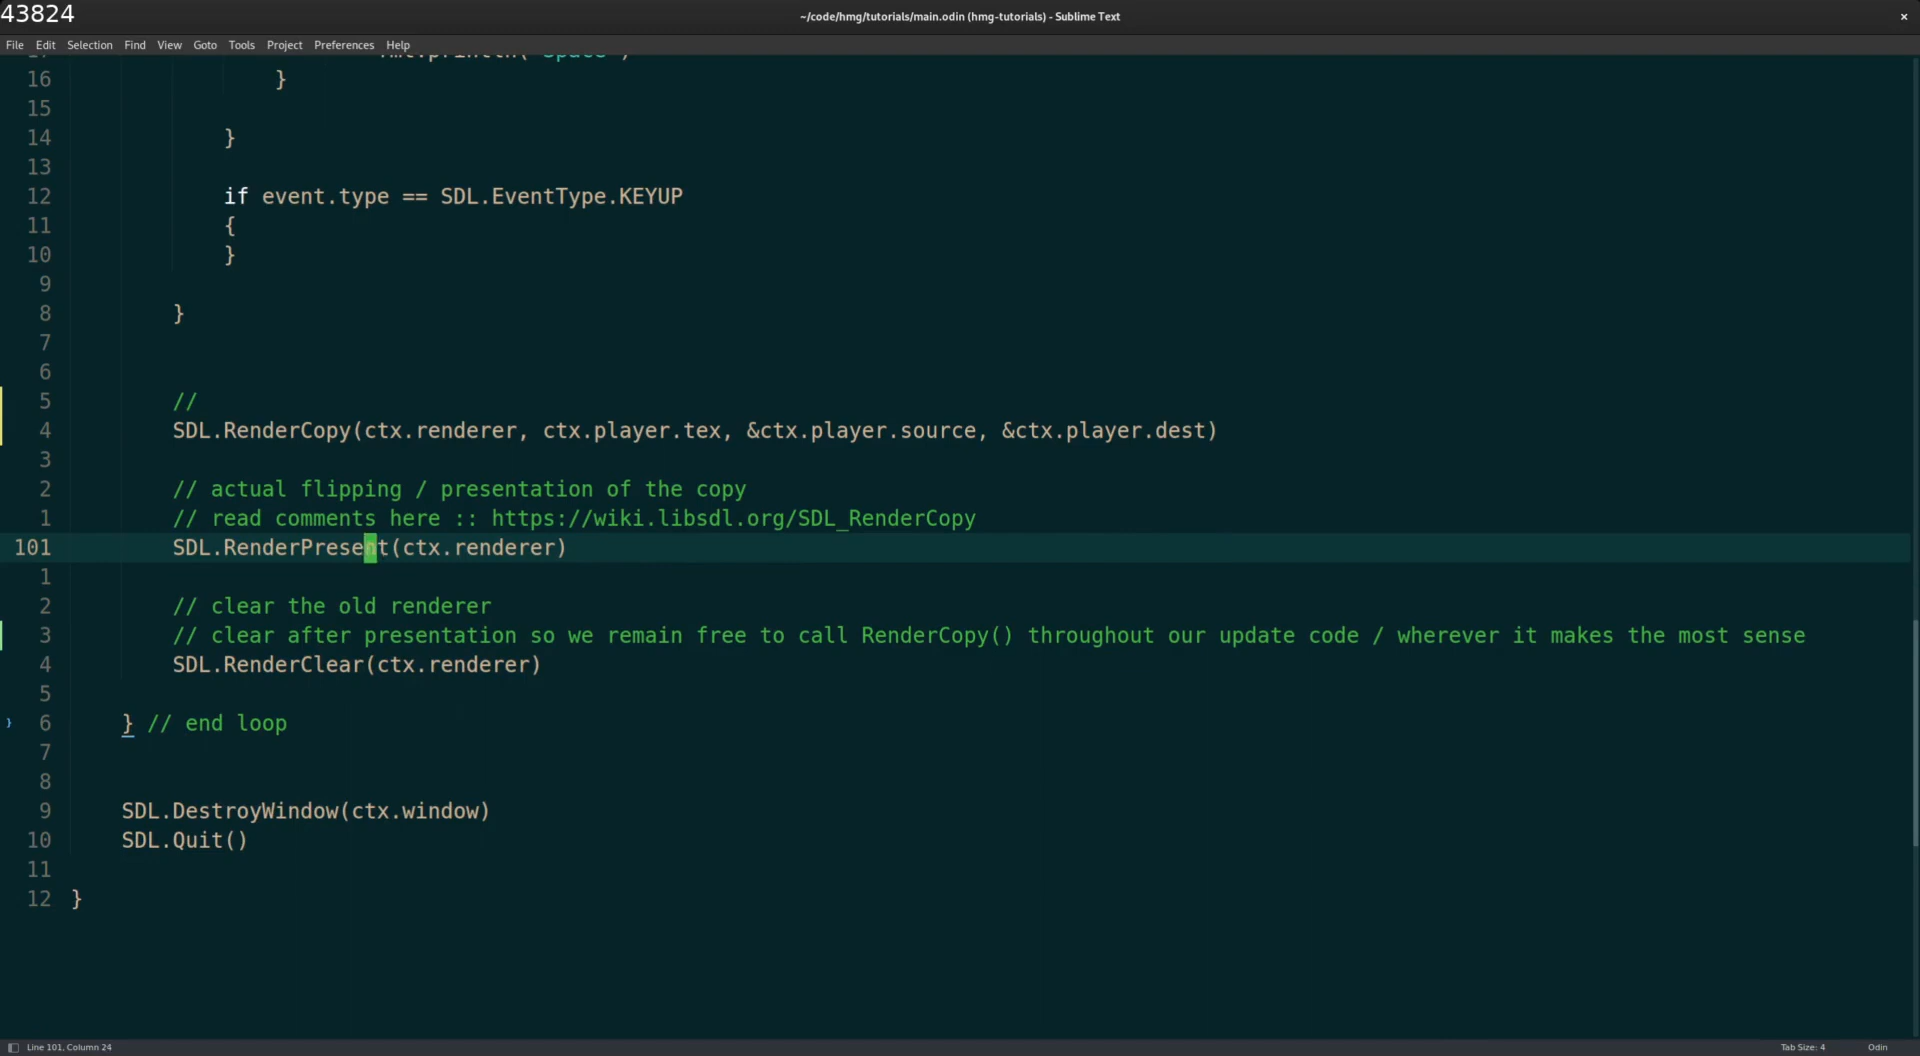 43824
~/code/hmg/tutorials/main.odin (hmg-tutorials) - Sublime Text
×
File Edit Selection Find View Goto Tools Project Preferences Help
16 }
15
14 }
13
12 if event.type == SDL.EventType.KEYUP
11 {
10 }
9
8 }
7
6
5 //
4 SDL.RenderCopy(ctx.renderer, ctx.player.tex, &ctx.player.source, &ctx.player.dest)
3
2 // actual flipping / presentation of the copy
1 // read comments here :: https://wiki.libsdl.org/SDL_RenderCopy
101 SDL.RenderPresent(ctx.renderer)
1
2 // clear the old renderer
3 // clear after presentation so we remain free to call RenderCopy() throughout our update code / wherever it makes the most sense
4 SDL.RenderClear(ctx.renderer)
5
} 6 } // end loop
7
8
9 SDL.DestroyWindow(ctx.window)
10 SDL.Quit()
11
12 }
Line 101, Column 24
Tab Size: 4 Odin